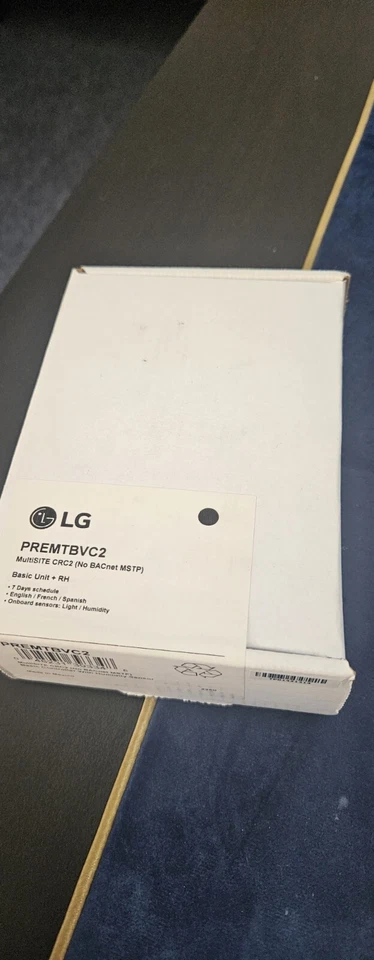 LG
PREMTBVC2
MultiSITE CRC2 (No BACnet MSTP)
Basic Unit + RH
• 7 Days schedule
• English / French / Spanish
• Onboard sensors: Light / Humidity
PREMTBVC2